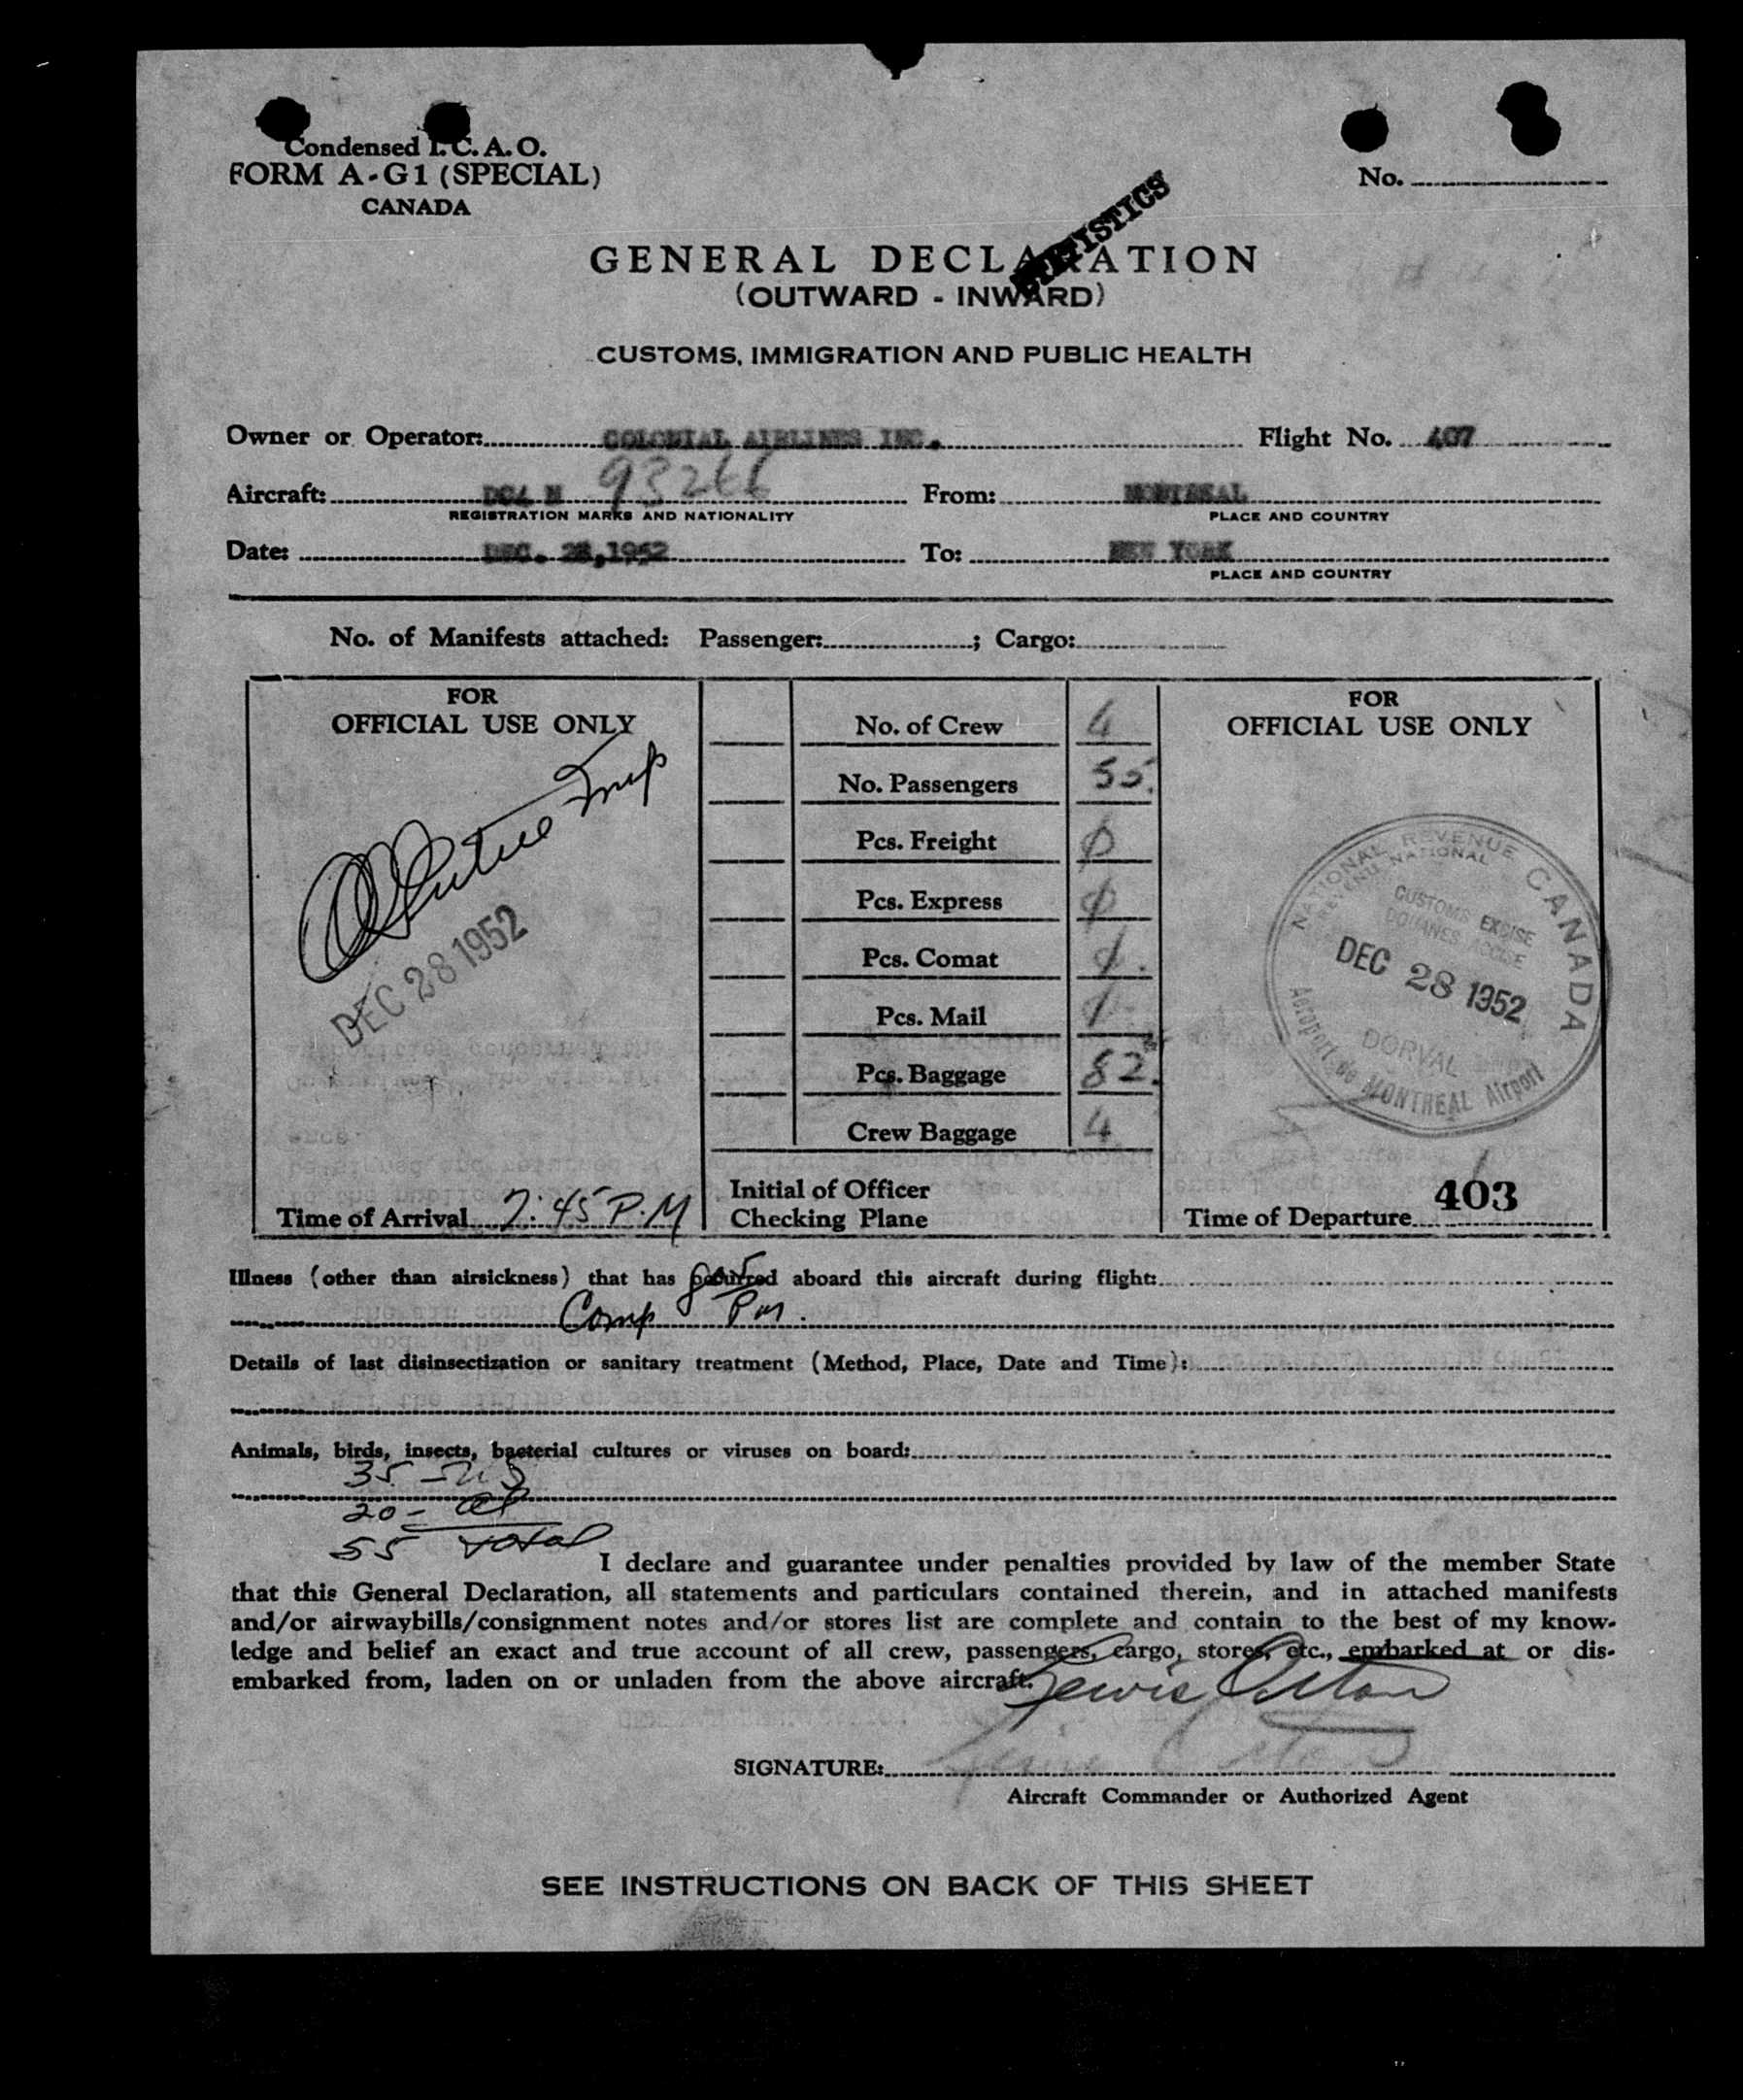 Condensed I. C. A. O.
FORM A-G1 (SPECIAL)
CANADA
No.
STATISTICS
GENERAL DECLARATION
(OUTWARD - INWARD)
CUSTOMS, IMMIGRATION AND PUBLIC HEALTH
Owner or Operator: COLONIAL AIRLINES INC. Flight No. 407
Aircraft: DC4 N 93266 From: MONTREAL
REGISTRATION MARKS AND NATIONALITY PLACE AND COUNTRY
Date: DEC. 28,1952 To: NEW YORK
PLACE AND COUNTRY
No. of Manifests attached: Passenger: ; Cargo:
FOR
OFFICIAL USE ONLY
DEC 28 1952
Time of Arrival 7:45 P.M
No. of Crew 4
No. Passengers 55.
Pcs. Freight 0
Pcs. Express 0
Pcs. Comat
Pcs. Mail
Pcs. Baggage 82.
Crew Baggage 4
Initial of Officer
Checking Plane
FOR
OFFICIAL USE ONLY
NATIONAL REVENUE CANADA
REVENU NATIONAL
CUSTOMS EXCISE
DOUANES ACCISE
DEC 28 1952
DORVAL
Aeroport de MONTREAL Airport
403
Time of Departure
Illness (other than airsickness) that has occurred aboard this aircraft during flight:
Comp 805 Pm.
Details of last disinsectization or sanitary treatment (Method, Place, Date and Time):
Animals, birds, insects, bacterial cultures or viruses on board:
35 - US
20 - al
55 total
I declare and guarantee under penalties provided by law of the member State
that this General Declaration, all statements and particulars contained therein, and in attached manifests
and/or airwaybills/consignment notes and/or stores list are complete and contain to the best of my know-
ledge and belief an exact and true account of all crew, passengers, cargo, stores, etc., embarked at or dis-
embarked from, laden on or unladen from the above aircraft.
SIGNATURE:
Aircraft Commander or Authorized Agent
SEE INSTRUCTIONS ON BACK OF THIS SHEET